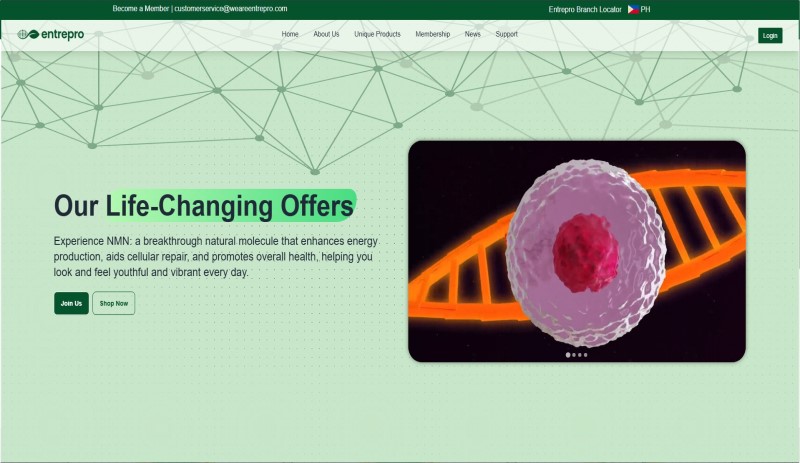 Become a Member | customerservice@weareentrepro.com
Entrepro Branch Locator PH
entrepro
Home About Us Unique Products Membership News Support
Login
Our Life-Changing Offers
Experience NMN: a breakthrough natural molecule that enhances energy
production, aids cellular repair, and promotes overall health, helping you
look and feel youthful and vibrant every day.
Join Us Shop Now